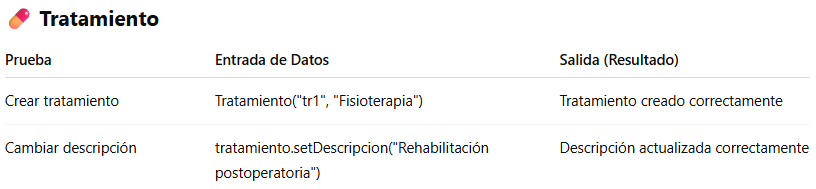 💊 Tratamiento
Prueba Entrada de Datos Salida (Resultado)
Crear tratamiento Tratamiento("tr1", "Fisioterapia") Tratamiento creado correctamente
Cambiar descripción tratamiento.setDescripcion("Rehabilitación Descripción actualizada correctamente
postoperatoria")